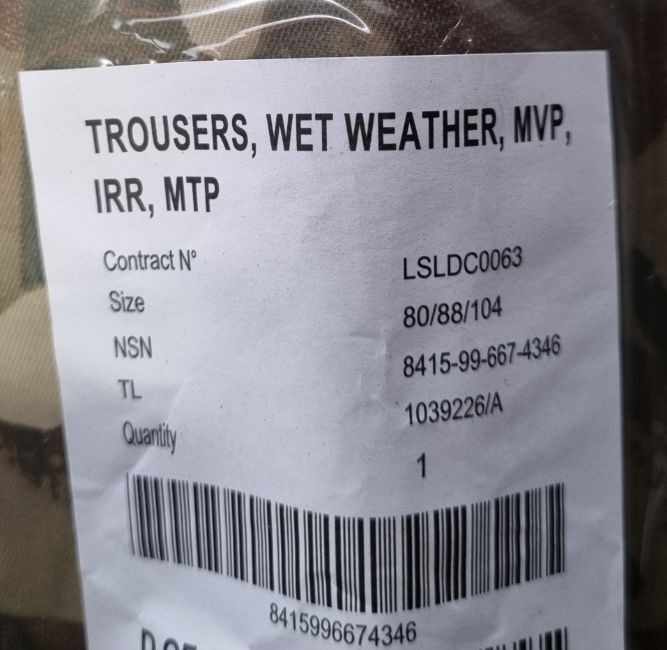 TROUSERS, WET WEATHER, MVP,
IRR, MTP
Contract Nº LSLDC0063
Size 80/88/104
NSN 8415-99-667-4346
TL 1039226/A
Quantity 1
8415996674346